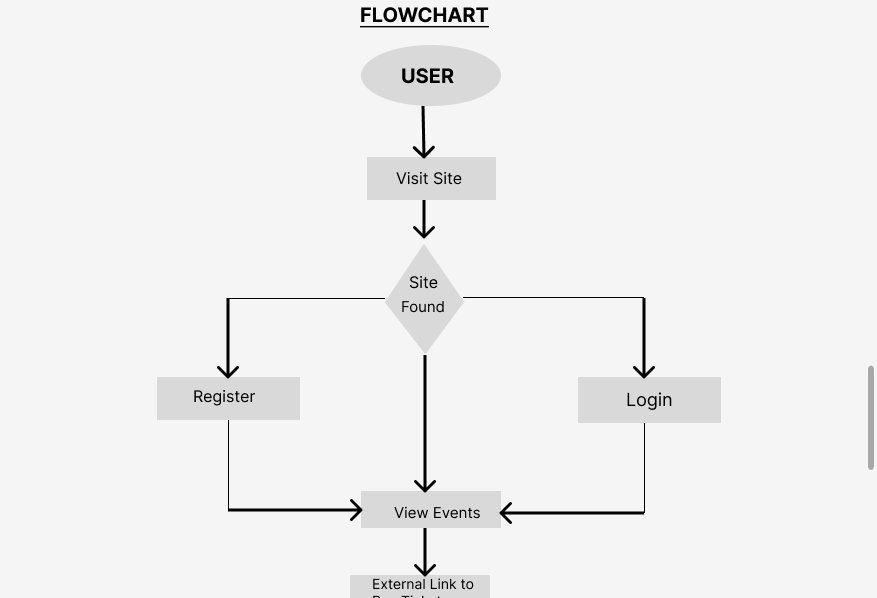 FLOWCHART
USER
Visit Site
Site
Found
Register
Login
View Events
External Link to